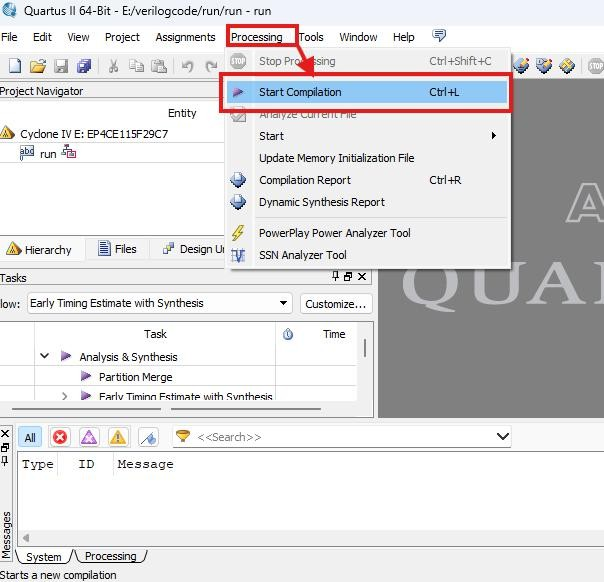 Quartus II 64-Bit - E:/verilogcode/run/run - run
File Edit View Project Assignments Processing Tools Window Help
Stop Processing Ctrl+Shift+C
Start Compilation Ctrl+L
Analyze Current File
Start
Update Memory Initialization File
Compilation Report Ctrl+R
Dynamic Synthesis Report
PowerPlay Power Analyzer Tool
SSN Analyzer Tool
Project Navigator
Entity
Cyclone IV E: EP4CE115F29C7
abc run
Hierarchy Files Design Un
Tasks
low: Early Timing Estimate with Synthesis Customize...
Task Time
Analysis & Synthesis
Partition Merge
Early Timing Estimate with Synthesis
A
QUA
All <<Search>>
Type ID Message
Messages
System Processing
Starts a new compilation